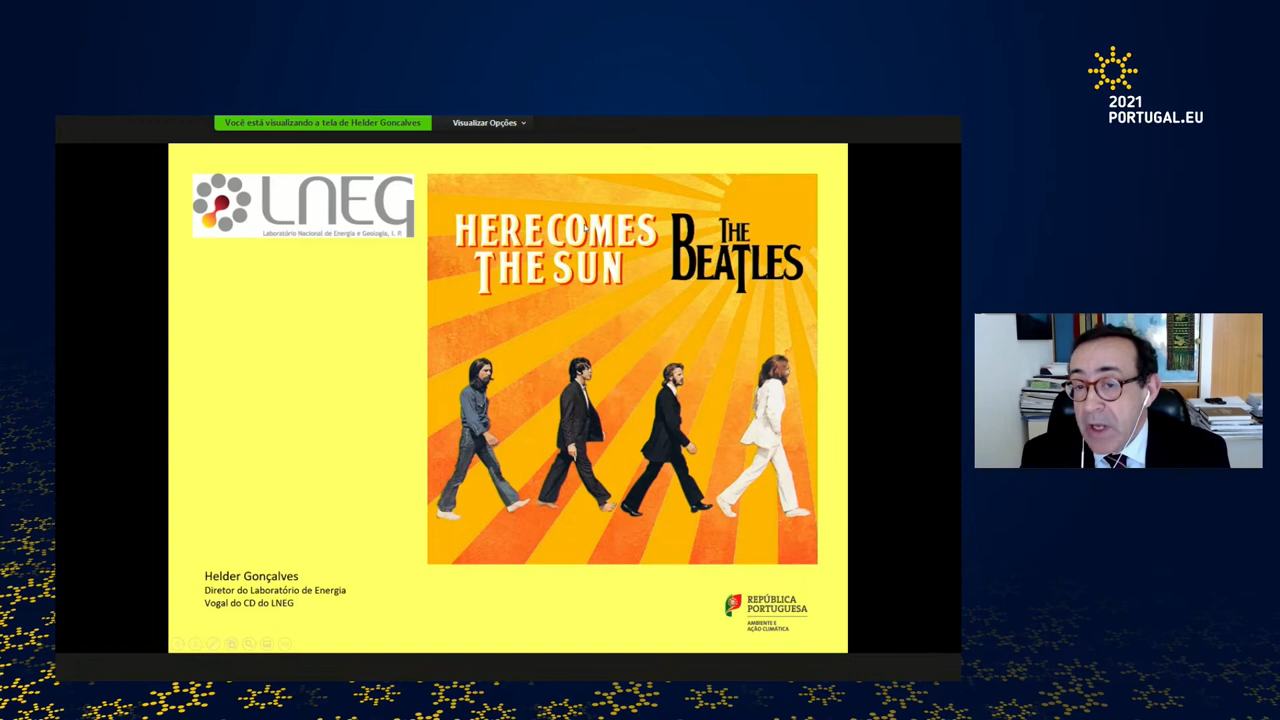 2021
PORTUGAL.EU
Você está visualizando a tela de Helder Goncalves
Visualizar Opções
LNEG
Laboratório Nacional de Energia e Geologia, I. P.
HERE COMES
THE SUN
THE
BEATLES
Helder Gonçalves
Diretor do Laboratório de Energia
Vogal do CD do LNEG
REPÚBLICA
PORTUGUESA
AMBIENTE E
AÇÃO CLIMÁTICA